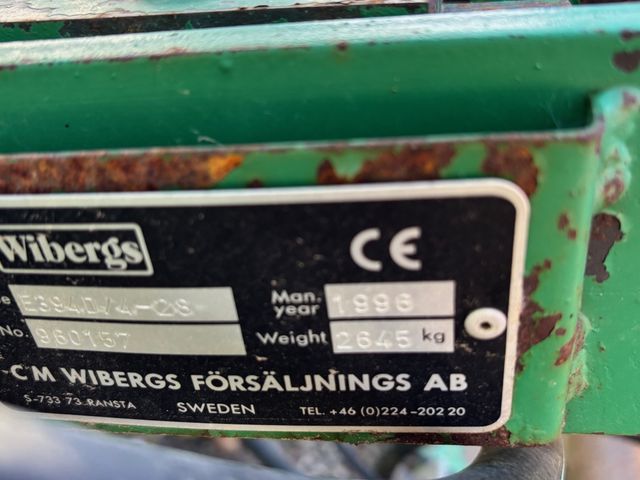 Wibergs CE
E394D/4-28 Man. year 1996
No. 960157 Weight 2645 kg
C M WIBERGS FÖRSÄLJNINGS AB
S-733 73 RANSTA SWEDEN TEL. +46 (0)224-202 20